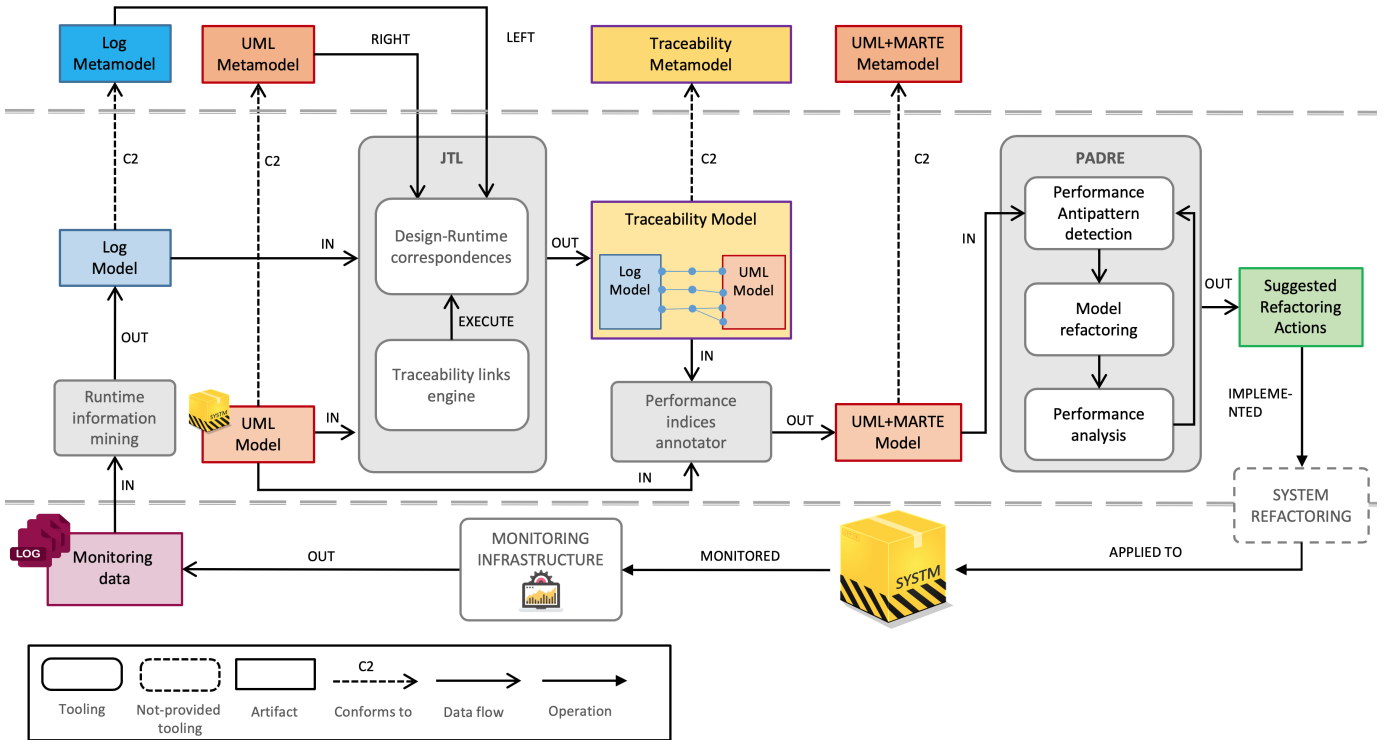 Log
Metamodel
UML
Metamodel
RIGHT
LEFT
Traceability
Metamodel
UML+MARTE
Metamodel
C2
C2
C2
C2
JTL
Design-Runtime
correspondences
EXECUTE
Traceability links
engine
Log
Model
IN
OUT
Runtime
information
mining
IN
SYSTM
UML
Model
IN
IN
OUT
Traceability Model
Log
Model
UML
Model
IN
Performance
indices
annotator
OUT
UML+MARTE
Model
IN
PADRE
Performance
Antipattern
detection
Model
refactoring
Performance
analysis
OUT
Suggested
Refactoring
Actions
IMPLEME-
NTED
SYSTEM
REFACTORING
APPLIED TO
SYSTM
MONITORED
MONITORING
INFRASTRUCTURE
OUT
LOG
Monitoring
data
Tooling
Not-provided
tooling
Artifact
C2
Conforms to
Data flow
Operation